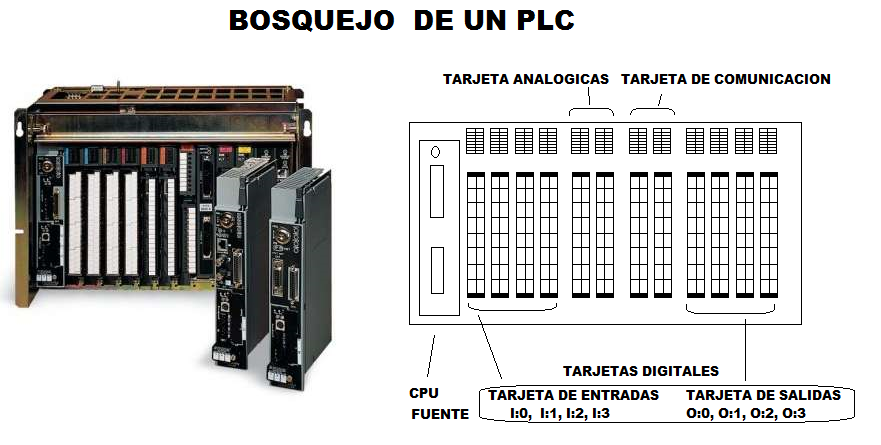 BOSQUEJO DE UN PLC
TARJETA ANALOGICAS TARJETA DE COMUNICACION
TARJETAS DIGITALES
CPU
FUENTE
TARJETA DE ENTRADAS
I:0, I:1, I:2, I:3
TARJETA DE SALIDAS
O:0, O:1, O:2, O:3